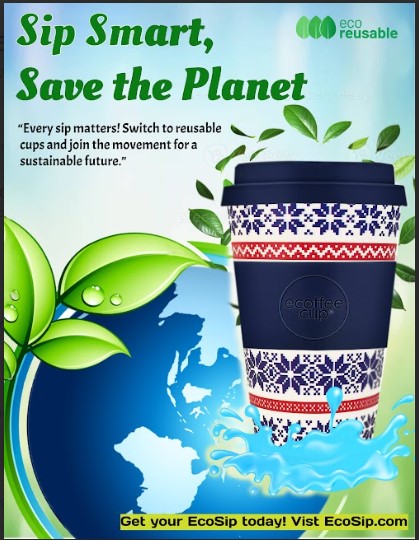 Sip Smart,
eco
reusable
Save the Planet
“Every sip matters! Switch to reusable
cups and join the movement for a
sustainable future.”
ecoffee
cup
Get your EcoSip today! Vist EcoSip.com